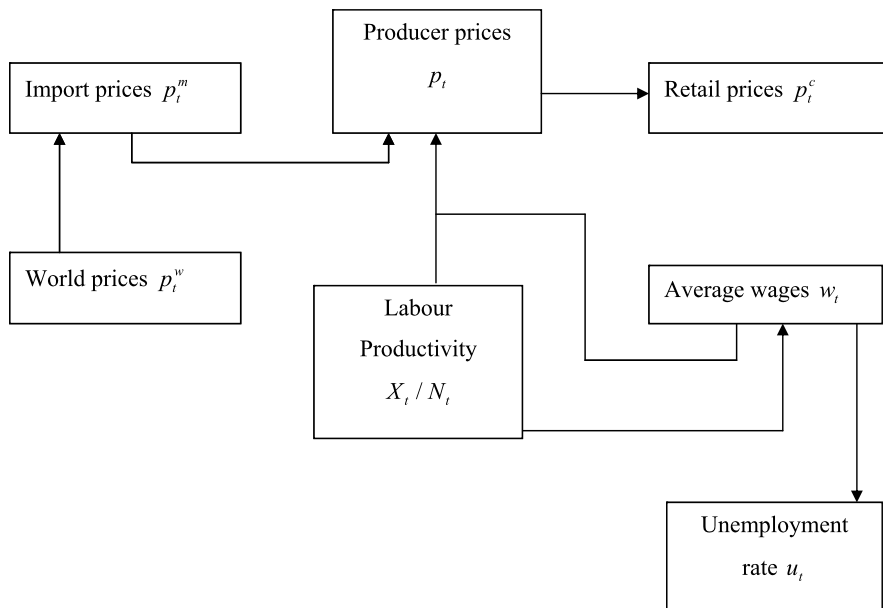 Producer prices
p_t
Import prices p_t^m
Retail prices p_t^c
World prices p_t^w
Average wages w_t
Labour
Productivity
X_t / N_t
Unemployment
rate u_t